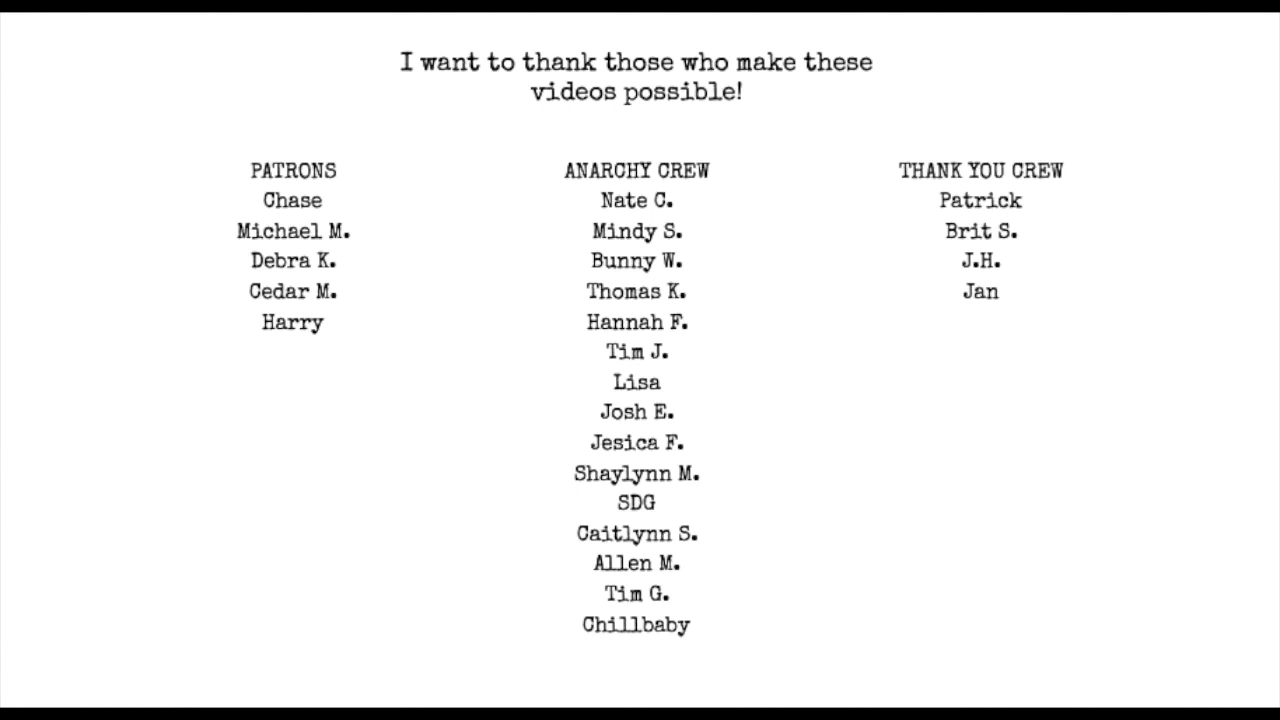 I want to thank those who make these
videos possible!
PATRONS
Chase
Michael M.
Debra K.
Cedar M.
Harry
ANARCHY CREW
Nate C.
Mindy S.
Bunny W.
Thomas K.
Hannah F.
Tim J.
Lisa
Josh E.
Jesica F.
Shaylynn M.
SDG
Caitlynn S.
Allen M.
Tim G.
Chillbaby
THANK YOU CREW
Patrick
Brit S.
J.H.
Jan